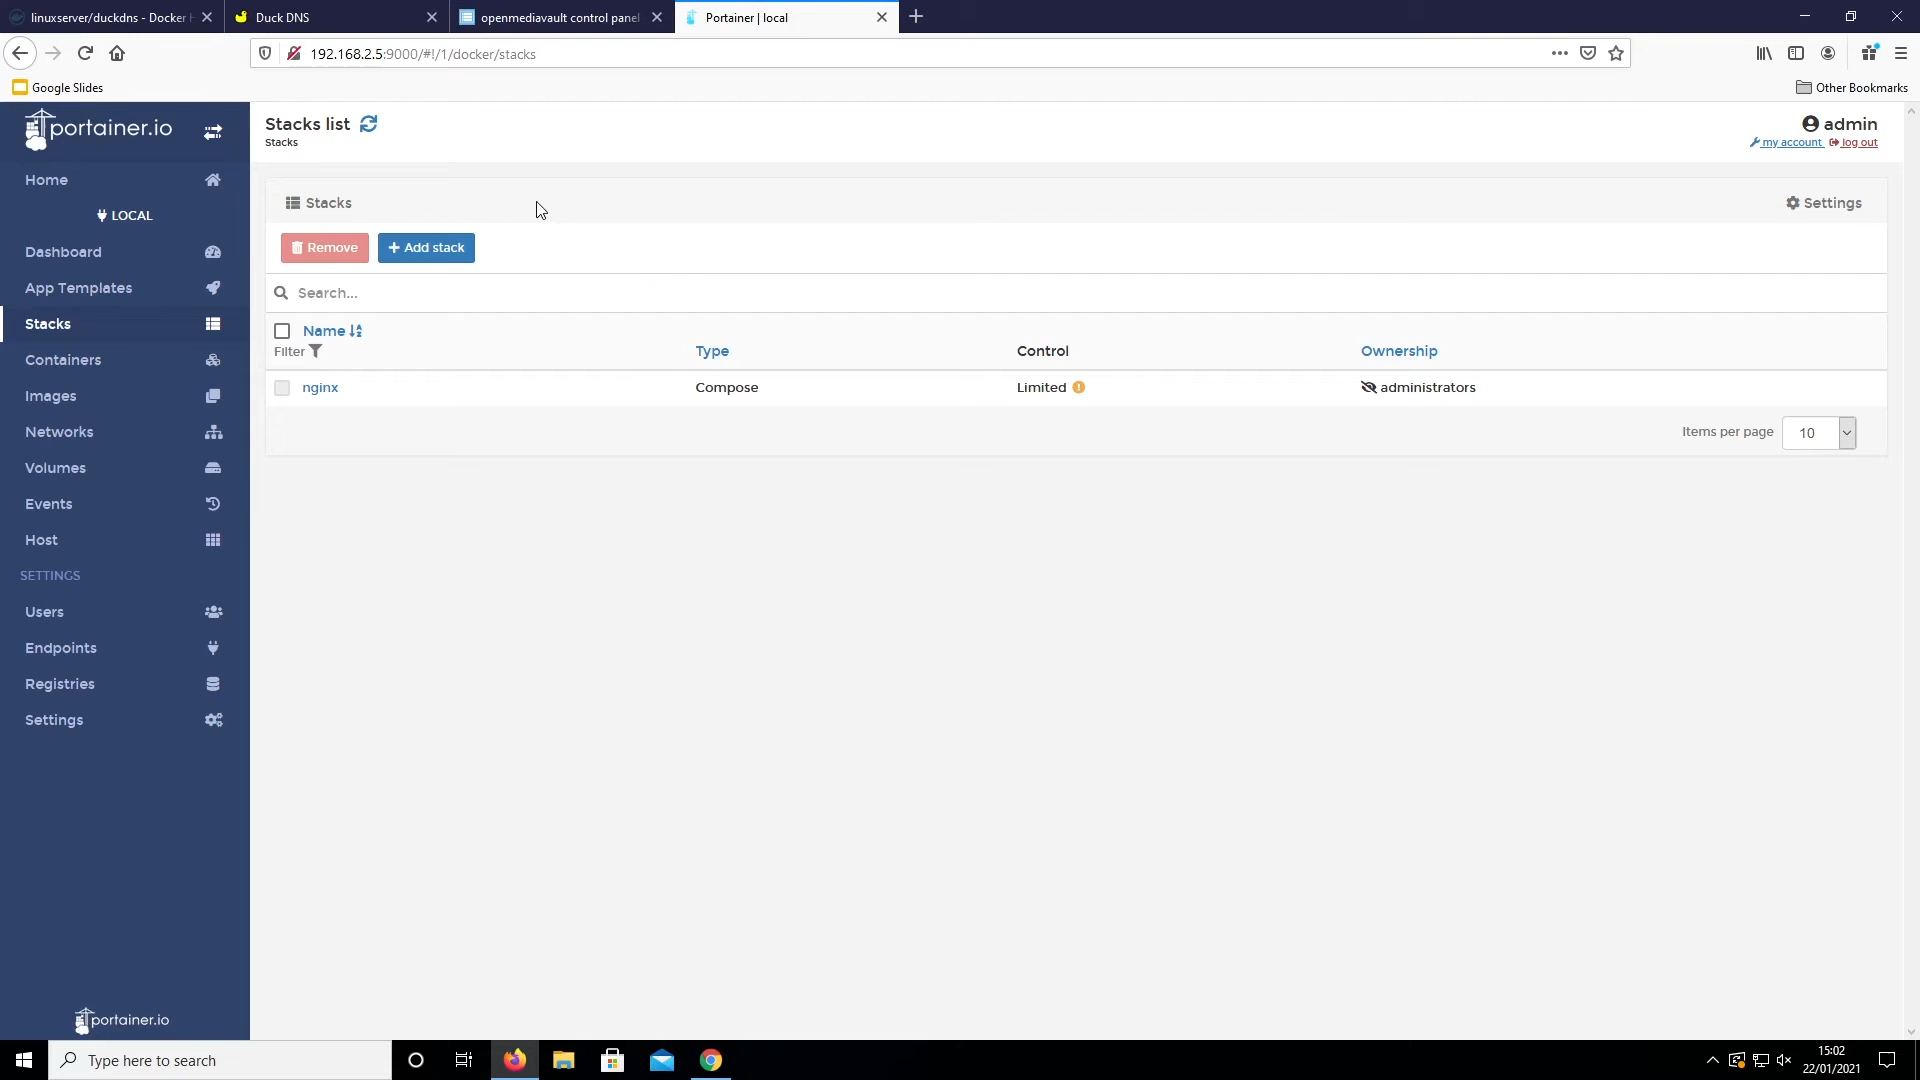 linuxserver/duckdns - Docker H
Duck DNS
openmediavault control panel
Portainer | local
192.168.2.5:9000/#!/1/docker/stacks
Google Slides
Other Bookmarks
portainer.io
Stacks list
Stacks
admin
my account
log out
Home
LOCAL
Dashboard
App Templates
Stacks
Containers
Images
Networks
Volumes
Events
Host
SETTINGS
Users
Endpoints
Registries
Settings
portainer.io
Stacks
Settings
Remove
+ Add stack
Search...
Name
Filter
Type
Control
Ownership
nginx
Compose
Limited
administrators
Items per page
10
Type here to search
15:02
22/01/2021